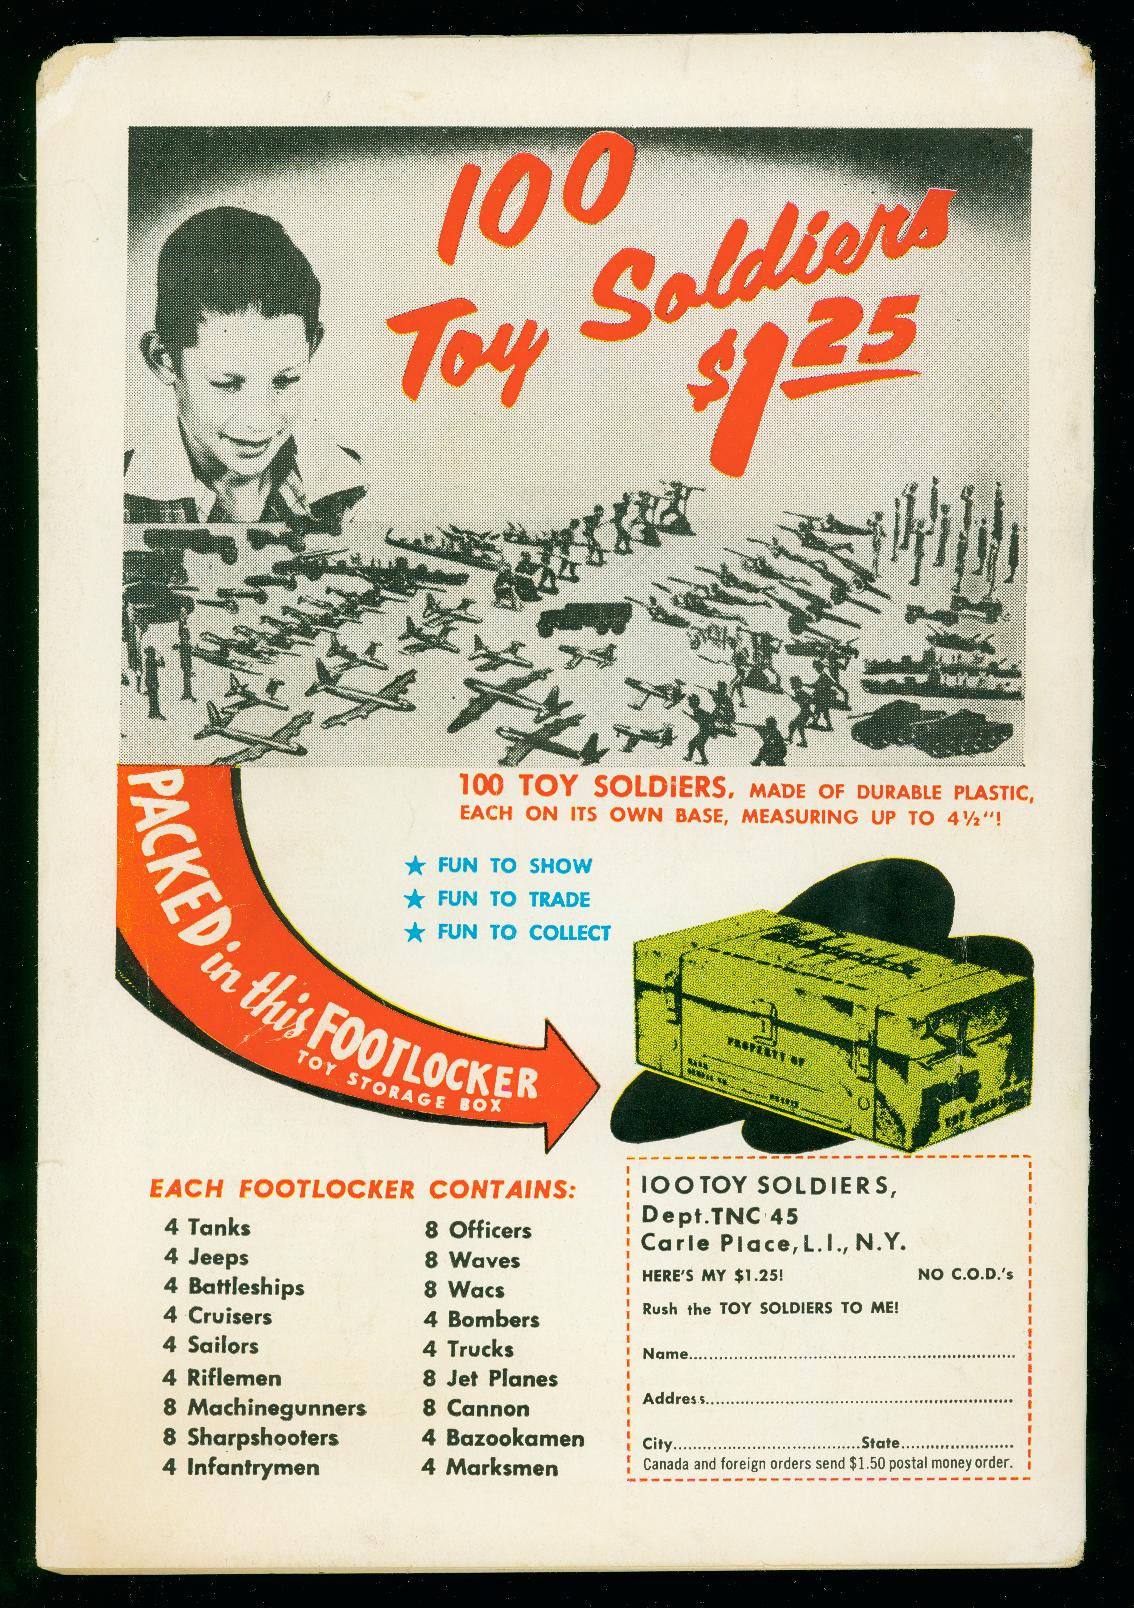 100
Toy Soldiers
$1 25
100 TOY SOLDIERS, MADE OF DURABLE PLASTIC,
EACH ON ITS OWN BASE, MEASURING UP TO 4½"!
★ FUN TO SHOW
★ FUN TO TRADE
★ FUN TO COLLECT
PACKED in this FOOTLOCKER
TOY STORAGE BOX
PROPERTY OF
TOY SOLDIERS
EACH FOOTLOCKER CONTAINS:
4 Tanks
4 Jeeps
4 Battleships
4 Cruisers
4 Sailors
4 Riflemen
8 Machinegunners
8 Sharpshooters
4 Infantrymen
8 Officers
8 Waves
8 Wacs
4 Bombers
4 Trucks
8 Jet Planes
8 Cannon
4 Bazookamen
4 Marksmen
100 TOY SOLDIERS,
Dept. TNC 45
Carle Place, L.I., N.Y.
HERE'S MY $1.25! NO C.O.D.'s
Rush the TOY SOLDIERS TO ME!
Name..........
Address..........
City..........State..........
Canada and foreign orders send $1.50 postal money order.